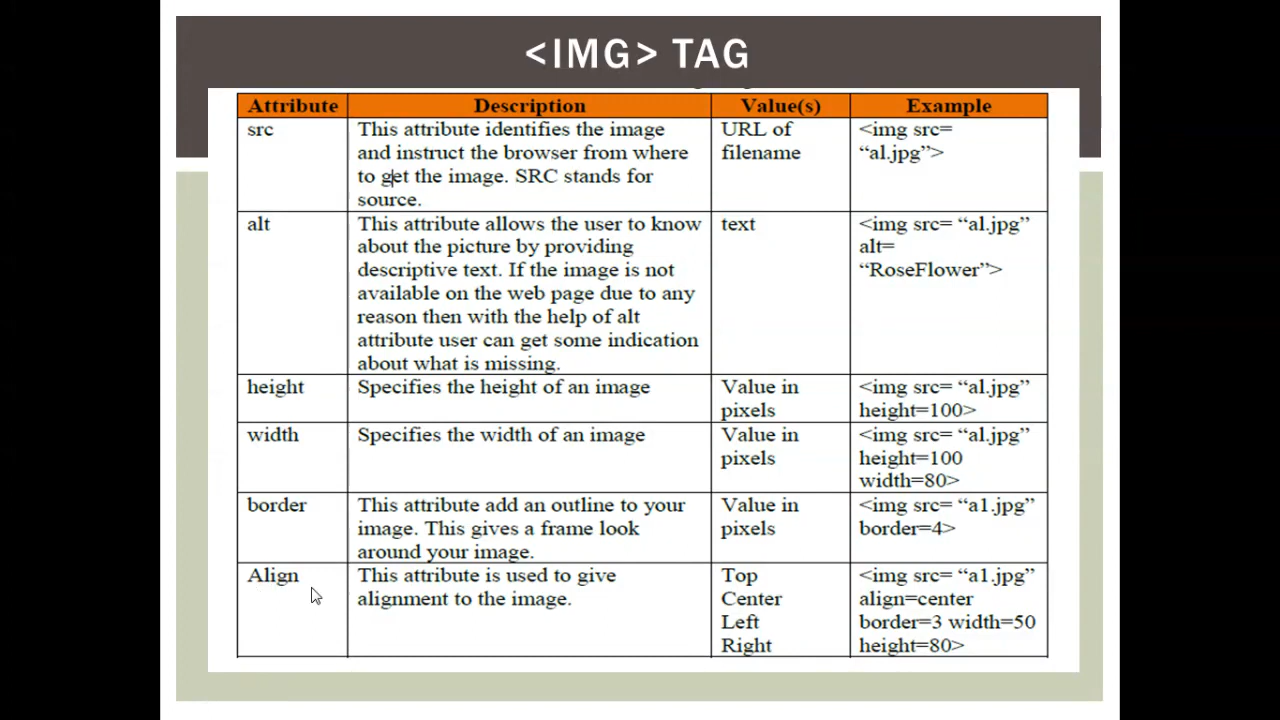 <IMG> TAG
Attribute Description Value(s) Example
src This attribute identifies the image URL of <img src=
and instruct the browser from where filename “al.jpg”>
to get the image. SRC stands for
source.
alt This attribute allows the user to know text <img src= “al.jpg”
about the picture by providing alt=
descriptive text. If the image is not “RoseFlower”>
available on the web page due to any
reason then with the help of alt
attribute user can get some indication
about what is missing.
height Specifies the height of an image Value in <img src= “al.jpg”
pixels height=100>
width Specifies the width of an image Value in <img src= “al.jpg”
pixels height=100
width=80>
border This attribute add an outline to your Value in <img src= “a1.jpg”
image. This gives a frame look pixels border=4>
around your image.
Align This attribute is used to give Top <img src= “a1.jpg”
alignment to the image. Center align=center
Left border=3 width=50
Right height=80>